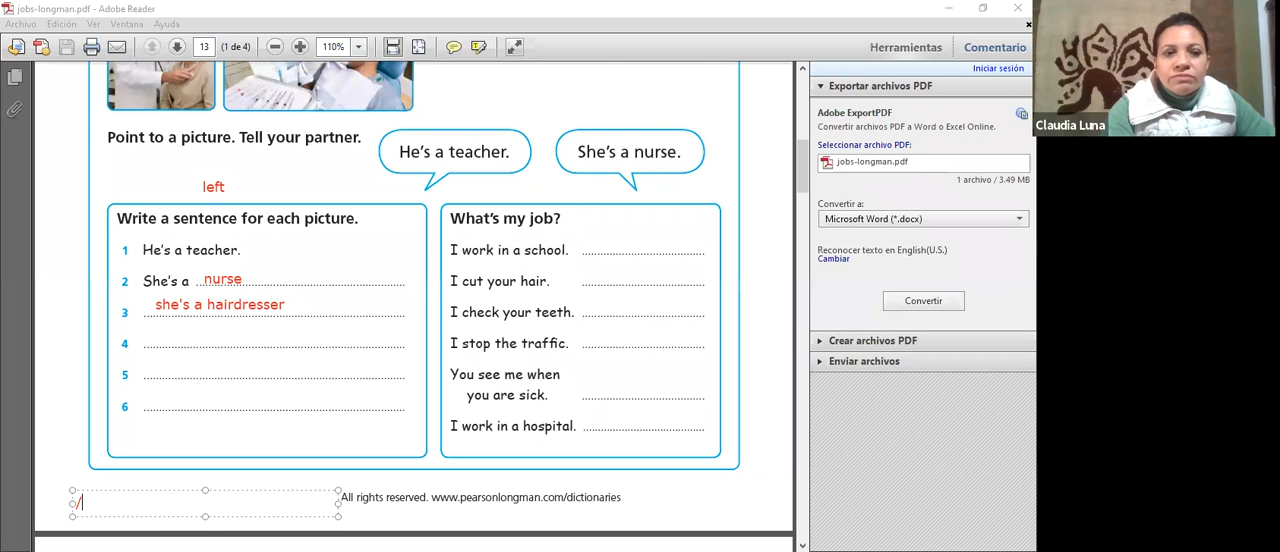 jobs-longman.pdf - Adobe Reader
Archivo Edición Ver Ventana Ayuda
13 (1 de 4) 110% Herramientas Comentario
Point to a picture. Tell your partner.
He's a teacher.
She's a nurse.
left
Write a sentence for each picture.
1 He's a teacher.
2 She's a nurse
3 she's a hairdresser
4
5
6
What's my job?
I work in a school.
I cut your hair.
I check your teeth.
I stop the traffic.
You see me when
you are sick.
I work in a hospital.
/
All rights reserved. www.pearsonlongman.com/dictionaries
Iniciar sesión
Exportar archivos PDF
Adobe ExportPDF
Convertir archivos PDF a Word o Excel Online.
Seleccionar archivo PDF:
jobs-longman.pdf
1 archivo / 3.49 MB
Convertir a:
Microsoft Word (*.docx)
Reconocer texto en English(U.S.)
Cambiar
Convertir
Crear archivos PDF
Enviar archivos
Claudia Luna